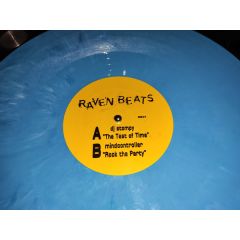 RAVEN BEATS
A dj stompy
"The Test of Time"
B mindcontroller
"Rock the Party"